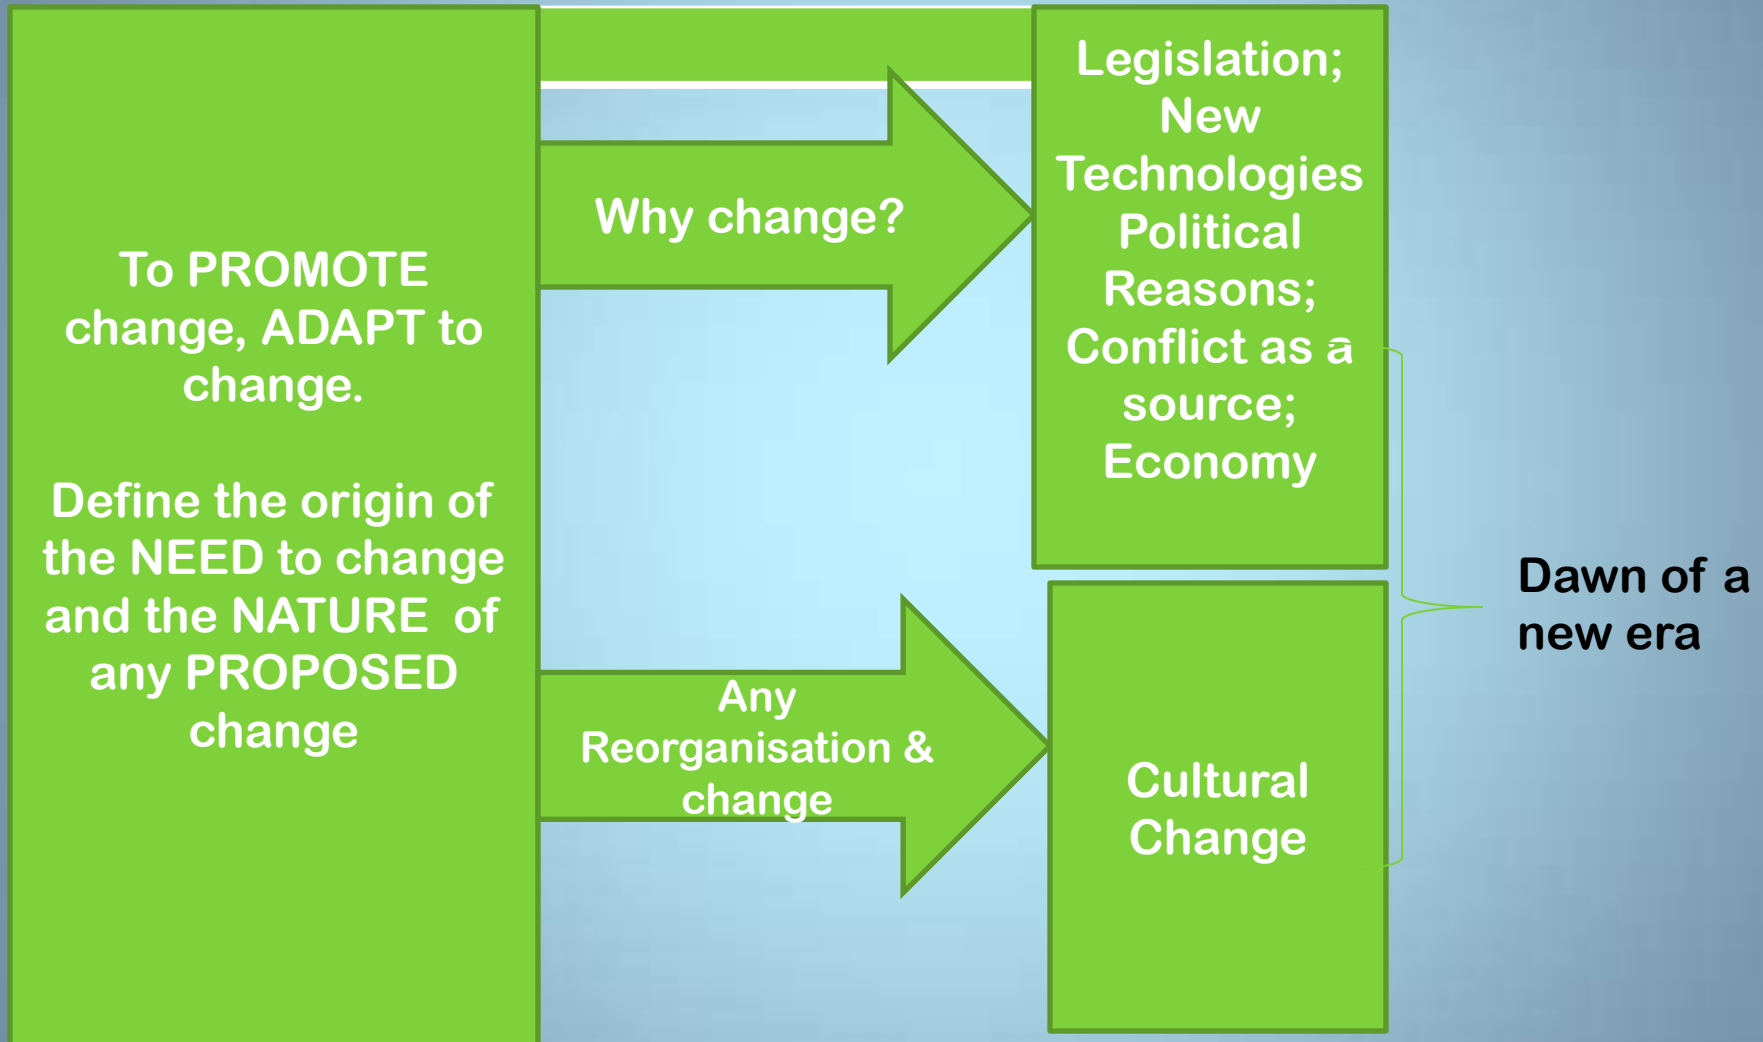 To PROMOTE
change, ADAPT to
change.
Define the origin of
the NEED to change
and the NATURE of
any PROPOSED
change
Why change?
Legislation;
New
Technologies
Political
Reasons;
Conflict as a
source;
Economy
Any
Reorganisation &
change
Cultural
Change
Dawn of a
new era